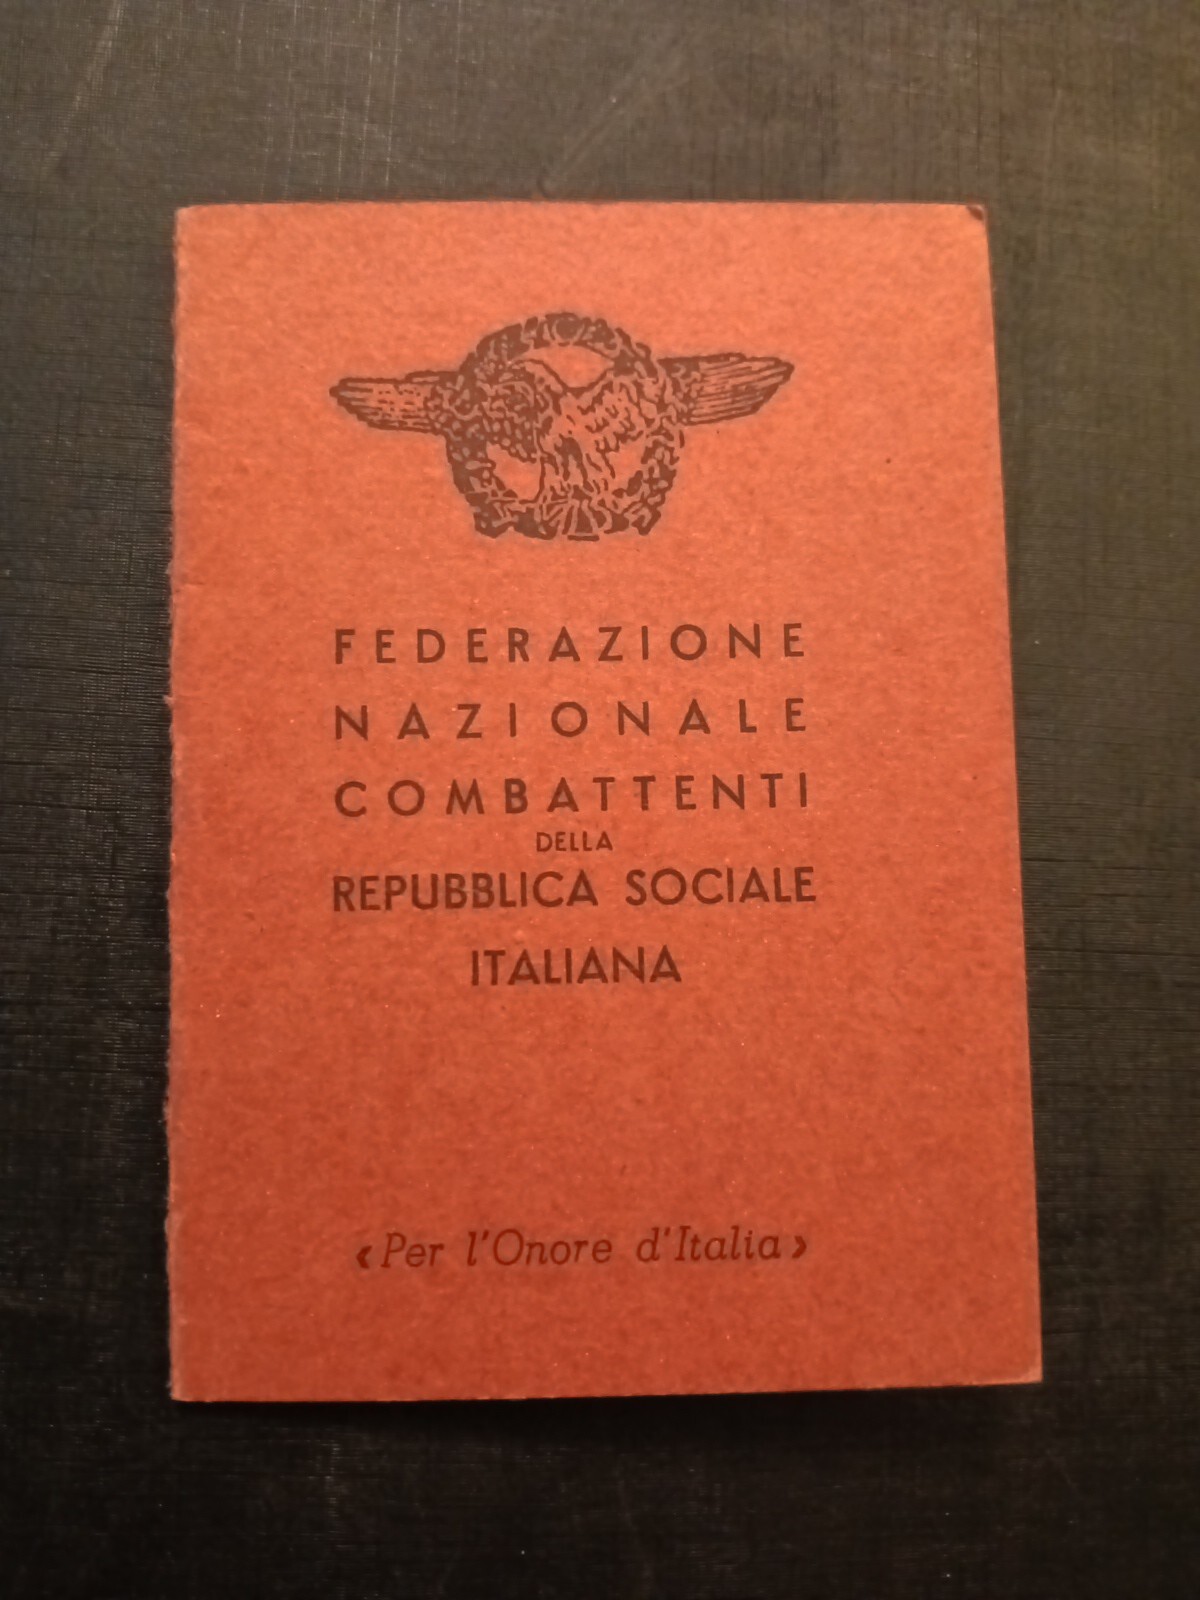 FEDERAZIONE
NAZIONALE
COMBATTENTI
DELLA
REPUBBLICA SOCIALE
ITALIANA
‹Per l'Onore d'Italia›